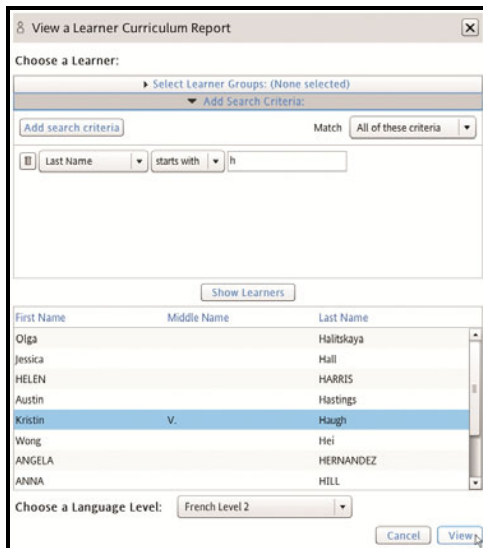 View a Learner Curriculum Report
Choose a Learner:
Select Learner Groups: (None selected)
Add Search Criteria:
Add search criteria Match All of these criteria
Last Name starts with h
Show Learners
First Name Middle Name Last Name
Olga Halitskaya
Jessica Hall
HELEN HARRIS
Austin Hastings
Kristin V. Haugh
Wong Hei
ANGELA HERNANDEZ
ANNA HILL
Choose a Language Level: French Level 2
Cancel View